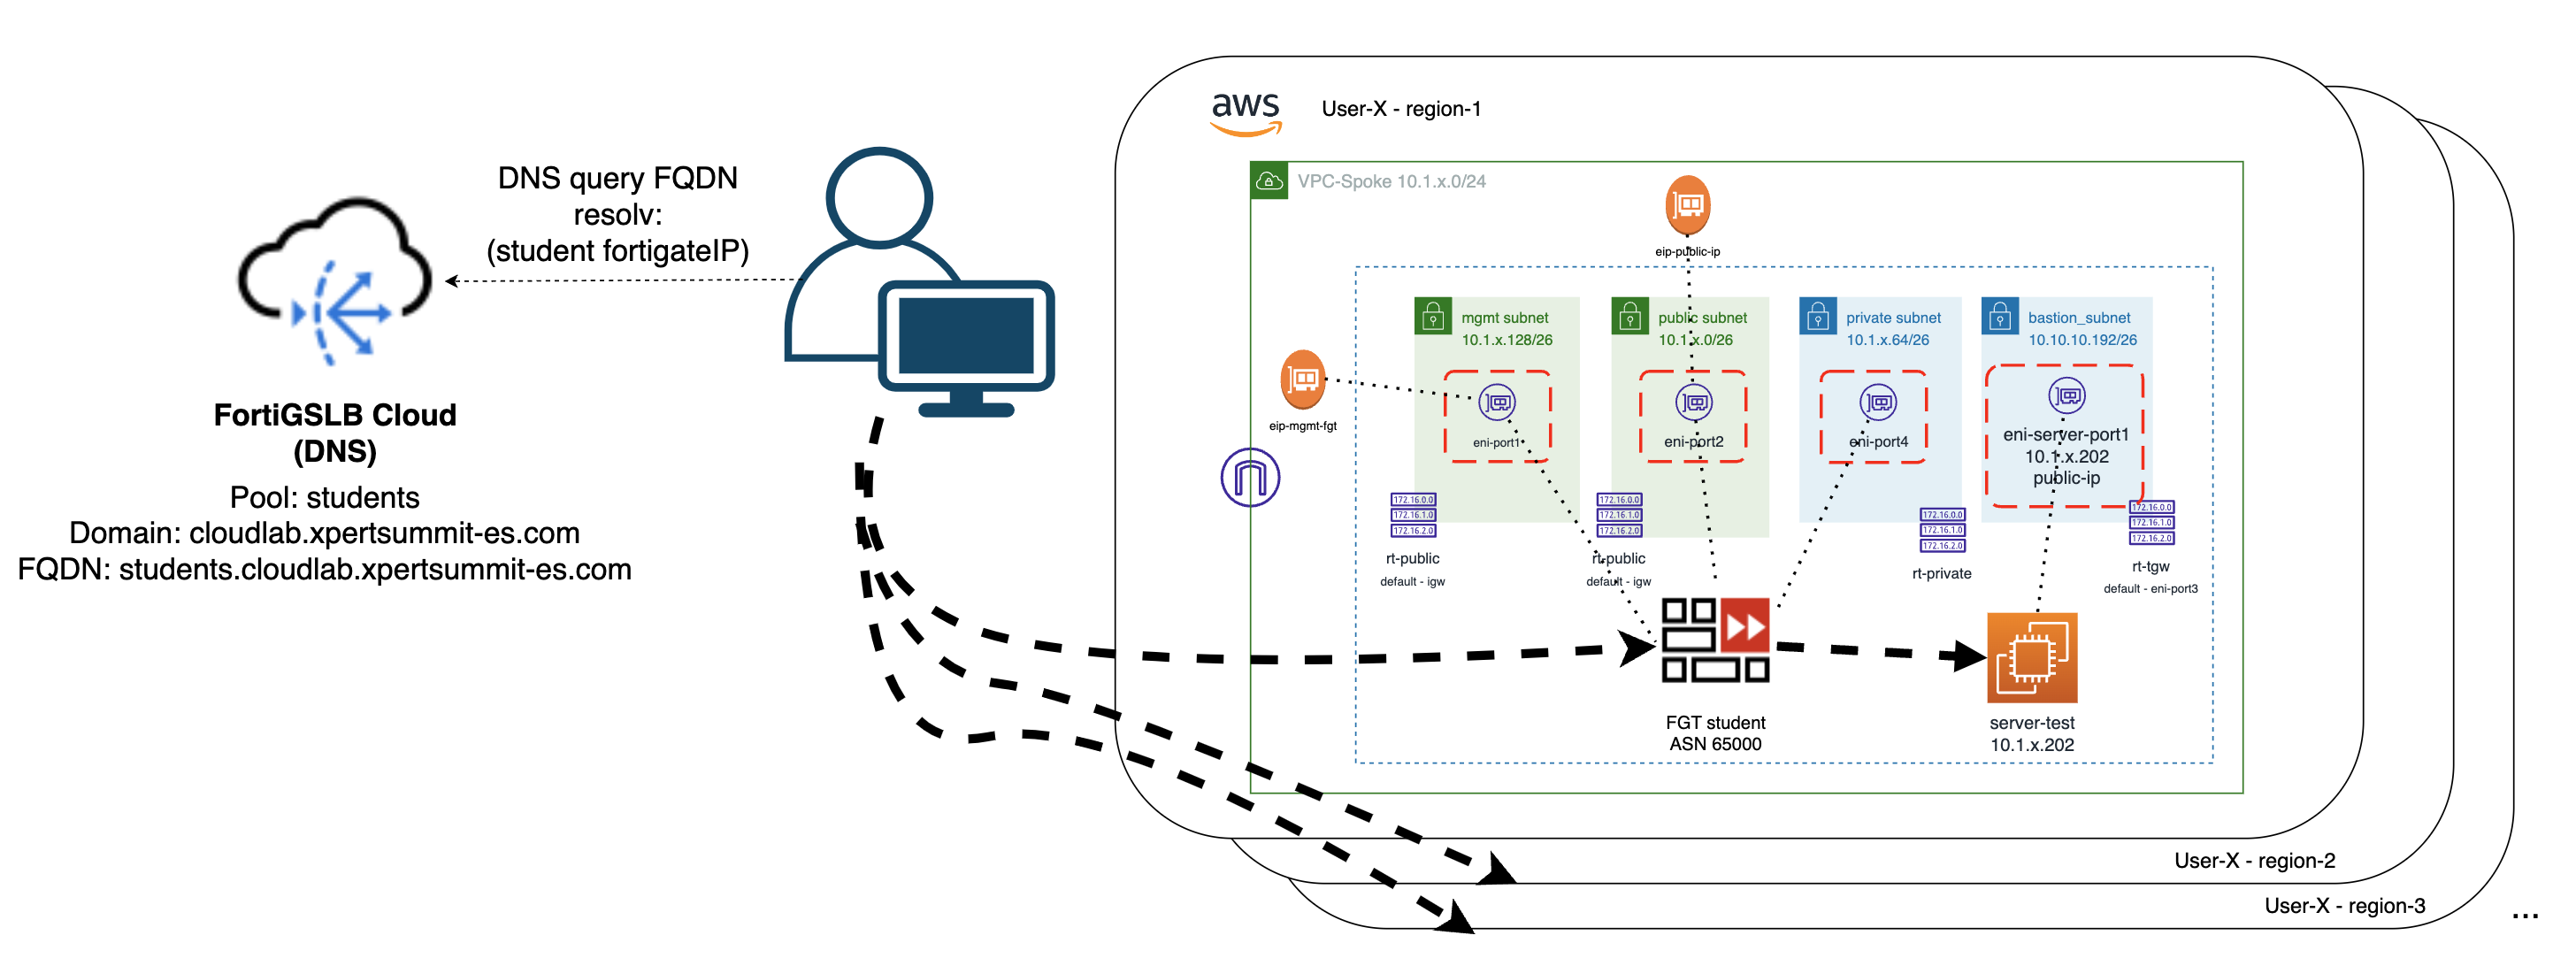 DNS query FQDN
resolv:
(student fortigateIP)
FortiGSLB Cloud
(DNS)
Pool: students
Domain: cloudlab.xpertsummit-es.com
FQDN: students.cloudlab.xpertsummit-es.com
aws
User-X - region-1
VPC-Spoke 10.1.x.0/24
eip-public-ip
eip-mgmt-fgt
mgmt subnet
10.1.x.128/26
eni-port1
172.16.0.0
172.16.1.0
172.16.2.0
rt-public
default - igw
public subnet
10.1.x.0/26
eni-port2
172.16.0.0
172.16.1.0
172.16.2.0
rt-public
default - igw
private subnet
10.1.x.64/26
eni-port4
172.16.0.0
172.16.1.0
172.16.2.0
rt-private
bastion_subnet
10.10.10.192/26
eni-server-port1
10.1.x.202
public-ip
172.16.0.0
172.16.1.0
172.16.2.0
rt-tgw
default - eni-port3
FGT student
ASN 65000
server-test
10.1.x.202
User-X - region-2
User-X - region-3
...